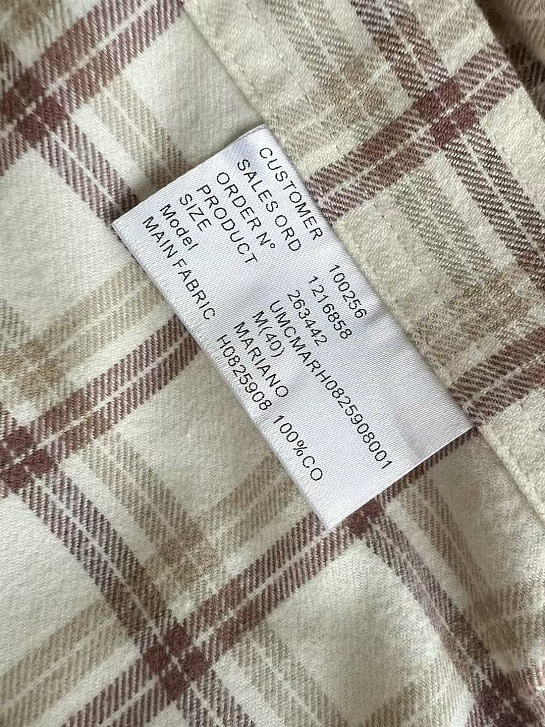 CUSTOMER 100256
SALES ORD 1216858
ORDER N° 263442
PRODUCT UMCMARH0825908001
SIZE M(40)
Model MARIANO
MAIN FABRIC H0825908 100%CO